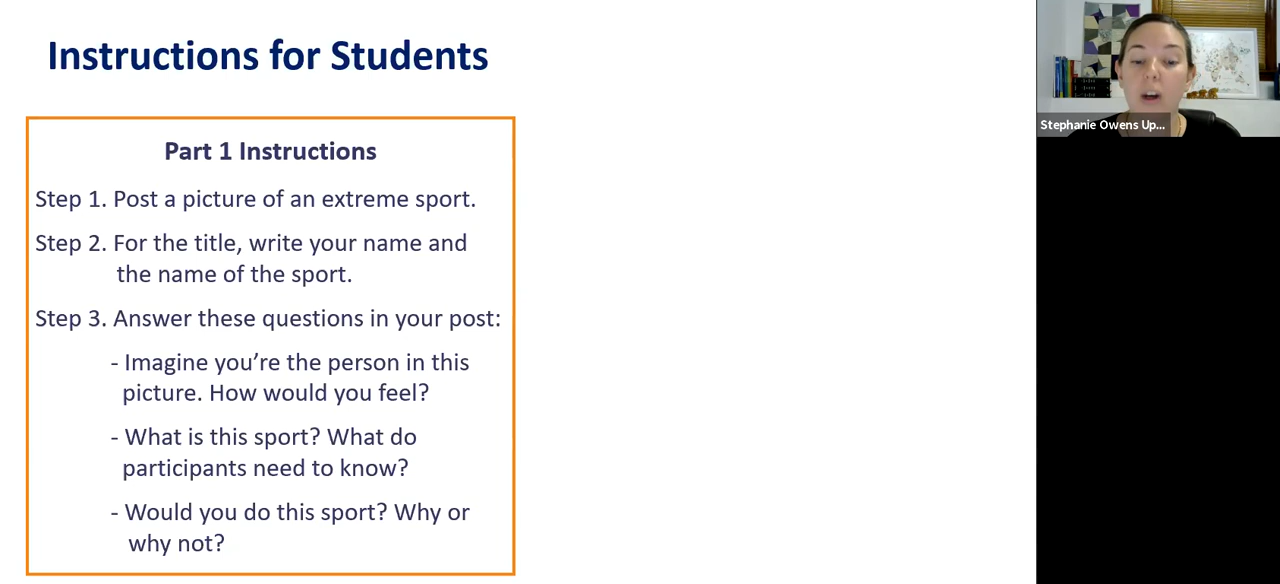 Instructions for Students
Part 1 Instructions
Step 1. Post a picture of an extreme sport.
Step 2. For the title, write your name and
the name of the sport.
Step 3. Answer these questions in your post:
- Imagine you’re the person in this
picture. How would you feel?
- What is this sport? What do
participants need to know?
- Would you do this sport? Why or
why not?
Stephanie Owens Up...